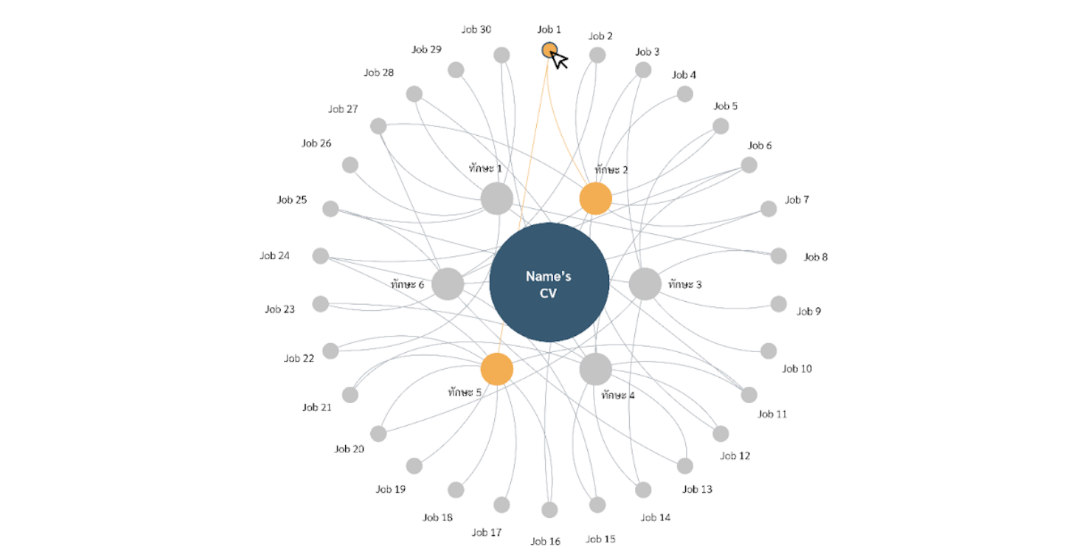 Job 30
Job 1
Job 2
Job 29
Job 3
Job 28
Job 4
Job 27
Job 5
Job 26
Job 6
ทักษะ 1
ทักษะ 2
Job 25
Job 7
Job 24
Job 8
Name's
CV
ทักษะ 6
ทักษะ 3
Job 23
Job 9
Job 22
Job 10
ทักษะ 5
ทักษะ 4
Job 21
Job 11
Job 20
Job 12
Job 19
Job 13
Job 18
Job 14
Job 17
Job 16
Job 15